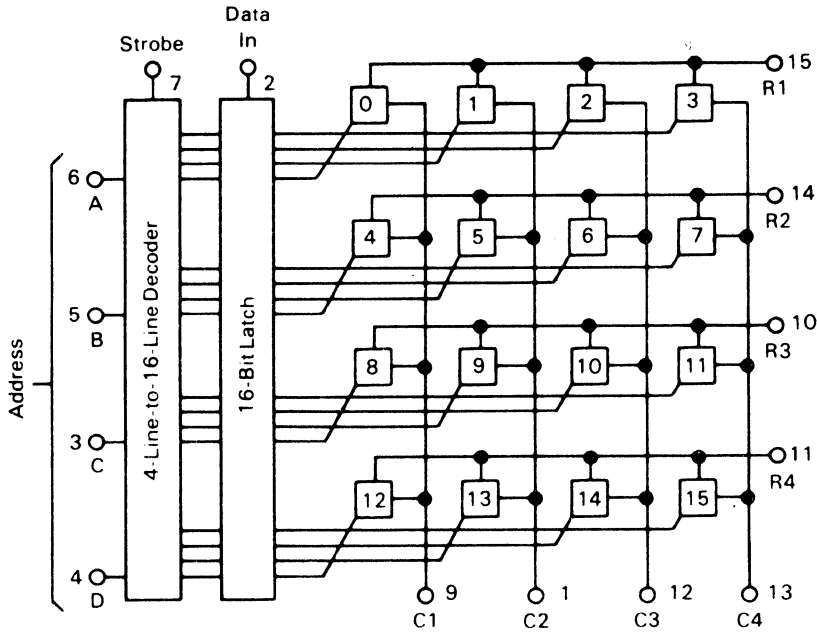 Strobe
Data
In
7
2
15
R1
0
1
2
3
Address
6
A
14
R2
4
5
6
7
5
B
4-Line-to-16-Line Decoder
16-Bit Latch
10
R3
8
9
10
11
3
C
11
R4
12
13
14
15
4
D
9
1
12
13
C1
C2
C3
C4